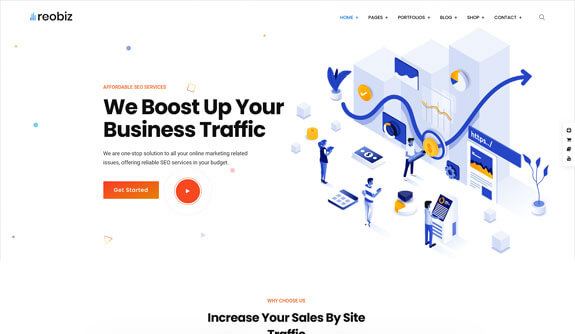 reobiz
HOME + PAGES + PORTFOLIOS + BLOG + SHOP + CONTACT +
AFFORDABLE SEO SERVICES
We Boost Up Your
Business Traffic
We are one-stop solution to all your online marketing related
issues, offering reliable SEO services in your budget.
Get Started
https:../
WHY CHOOSE US
Increase Your Sales By Site
Traffic